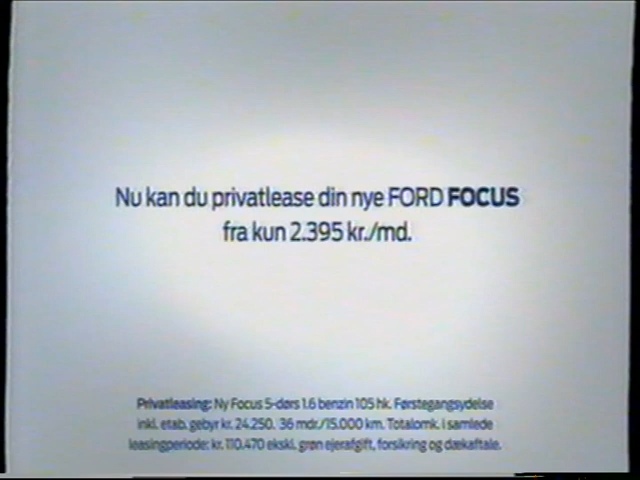 Nu kan du privatlease din nye FORD FOCUS
fra kun 2.395 kr./md.
Privatleasing: Ny Focus 5-dørs 1.6 benzin 105 hk. Førstegangsydelse
inkl. etab. gebyr kr. 24.250. 36 mdr./15.000 km. Totalomk. i samlede
leasingperiode: kr. 110.470 ekskl. grøn ejerafgift, forsikring og dækaftale.